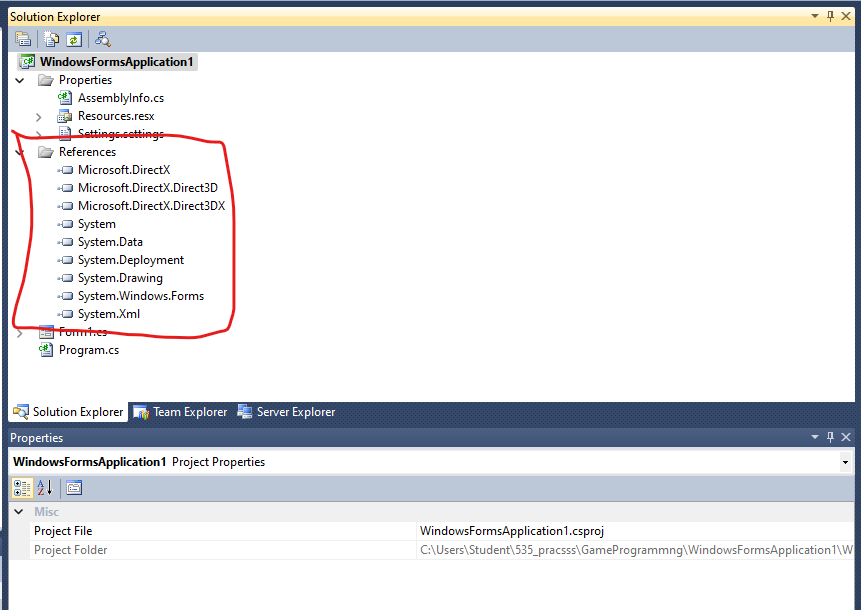 Solution Explorer
WindowsFormsApplication1
Properties
AssemblyInfo.cs
Resources.resx
Settings.settings
References
Microsoft.DirectX
Microsoft.DirectX.Direct3D
Microsoft.DirectX.Direct3DX
System
System.Data
System.Deployment
System.Drawing
System.Windows.Forms
System.Xml
Form1.cs
Program.cs
Solution Explorer Team Explorer Server Explorer
Properties
WindowsFormsApplication1 Project Properties
Misc
Project File WindowsFormsApplication1.csproj
Project Folder C:\Users\Student\535_pracsss\GameProgrammng\WindowsFormsApplication1\W